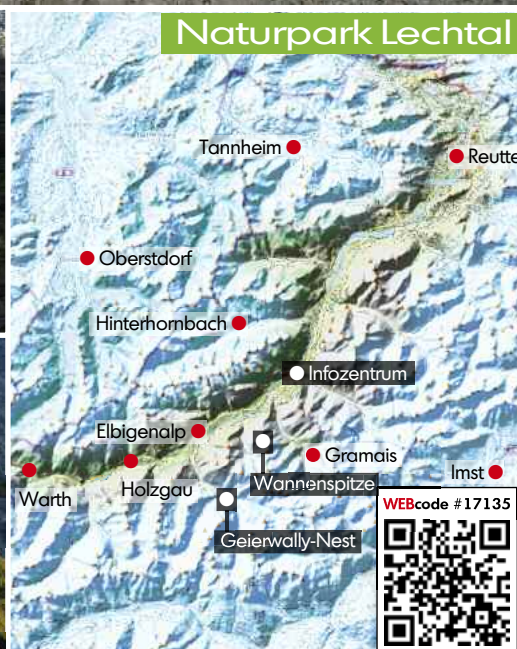 Naturpark Lechtal
Tannheim
Reutte
Oberstdorf
Hinterhornbach
Infozentrum
Elbigenalp
Gramais
Imst
Warth
Holzgau
Wannenspitze
WEBcode #17135
Geierwally-Nest